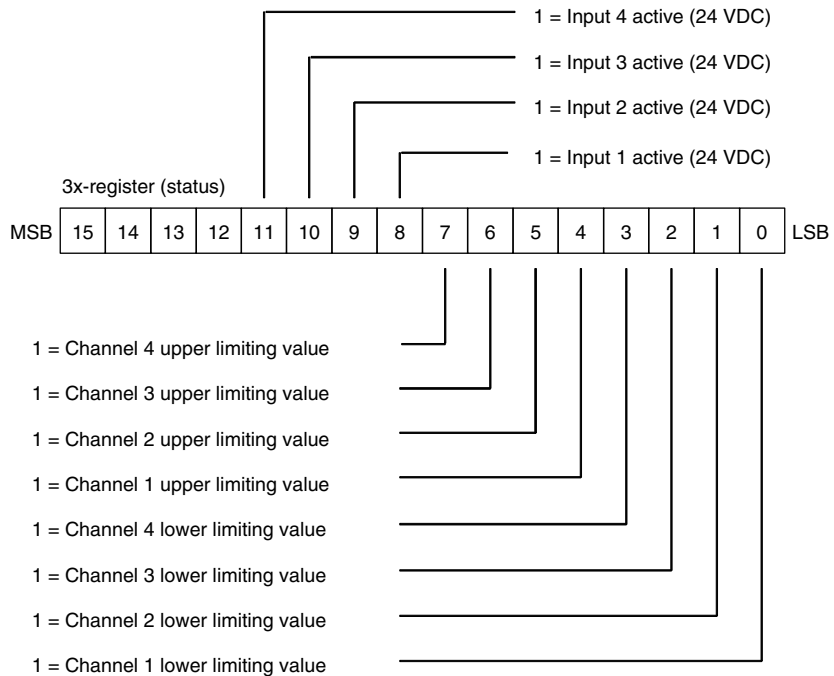 1 = Input 4 active (24 VDC)
1 = Input 3 active (24 VDC)
1 = Input 2 active (24 VDC)
1 = Input 1 active (24 VDC)
3x-register (status)
MSB 15 14 13 12 11 10 9 8 7 6 5 4 3 2 1 0 LSB
1 = Channel 4 upper limiting value
1 = Channel 3 upper limiting value
1 = Channel 2 upper limiting value
1 = Channel 1 upper limiting value
1 = Channel 4 lower limiting value
1 = Channel 3 lower limiting value
1 = Channel 2 lower limiting value
1 = Channel 1 lower limiting value